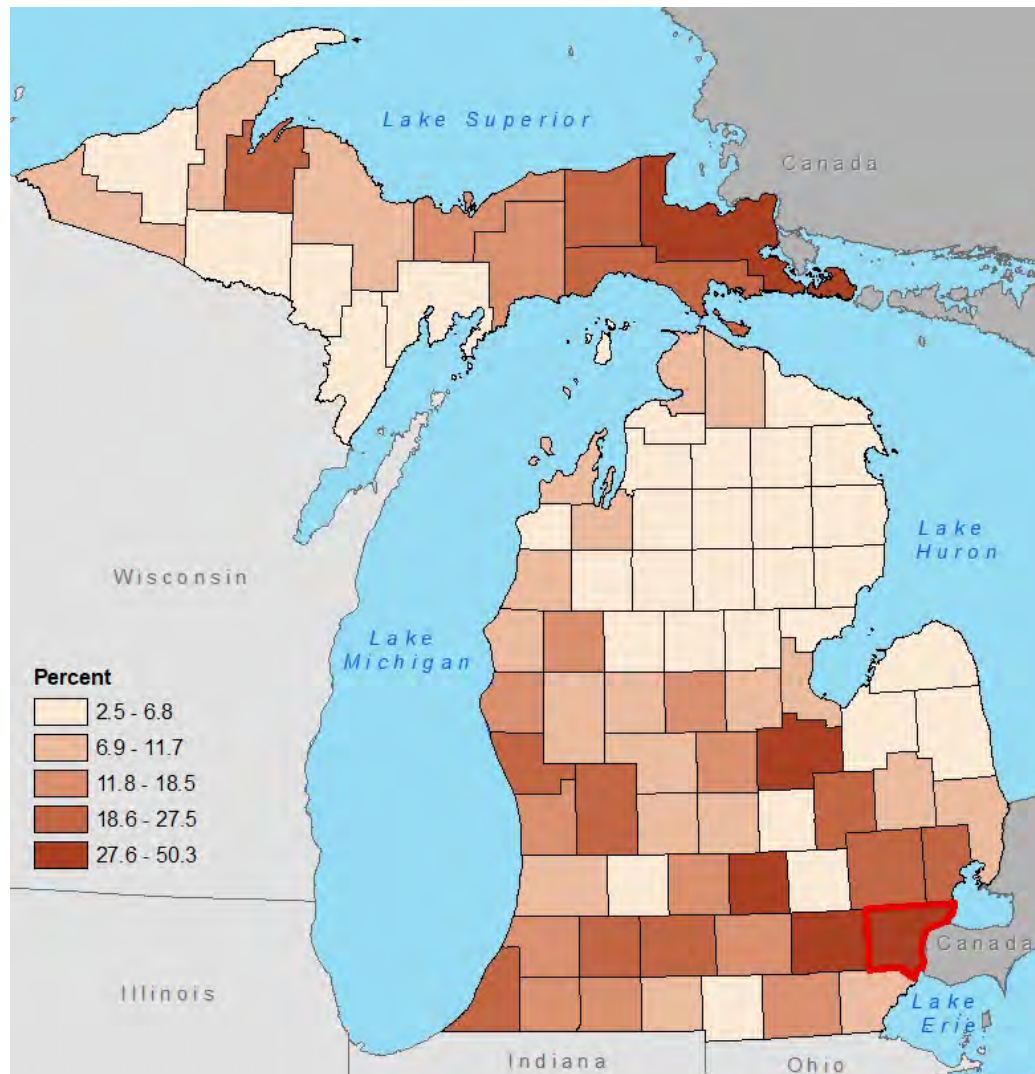 Lake Superior
Canada
Wisconsin
Lake
Huron
Lake
Michigan
Percent
2.5 - 6.8
6.9 - 11.7
11.8 - 18.5
18.6 - 27.5
27.6 - 50.3
Canada
Illinois
Lake
Erie
Indiana
Ohio